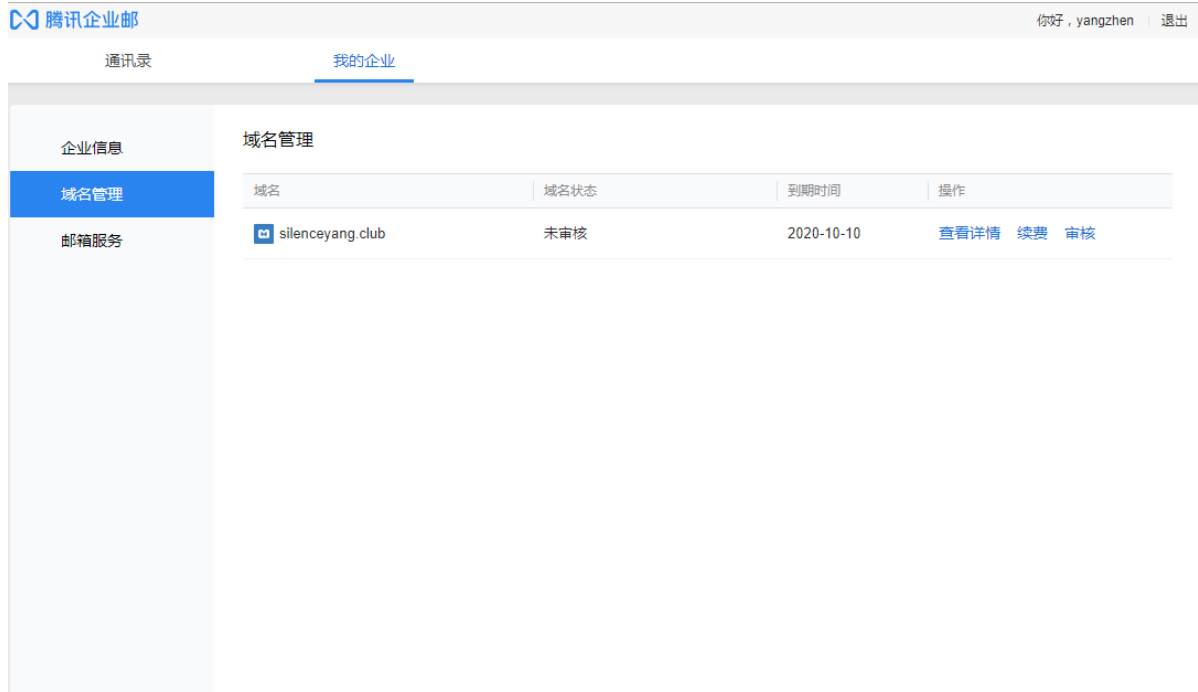 腾讯企业邮
你好，yangzhen 退出
通讯录 我的企业
企业信息
域名管理
邮箱服务
域名管理
域名 域名状态 到期时间 操作
silenceyang.club 未审核 2020-10-10 查看详情 续费 审核